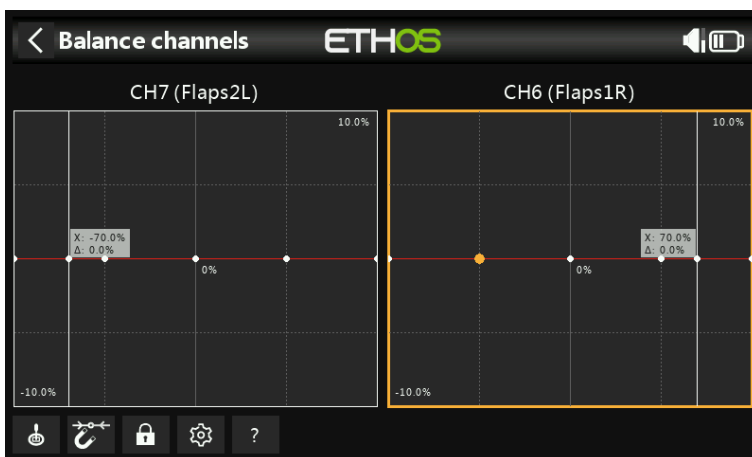 Balance channels
ETHOS
CH7 (Flaps2L)
CH6 (Flaps1R)
10.0%
X: -70.0%
Δ: 0.0%
0%
-10.0%
10.0%
X: 70.0%
Δ: 0.0%
0%
-10.0%
?